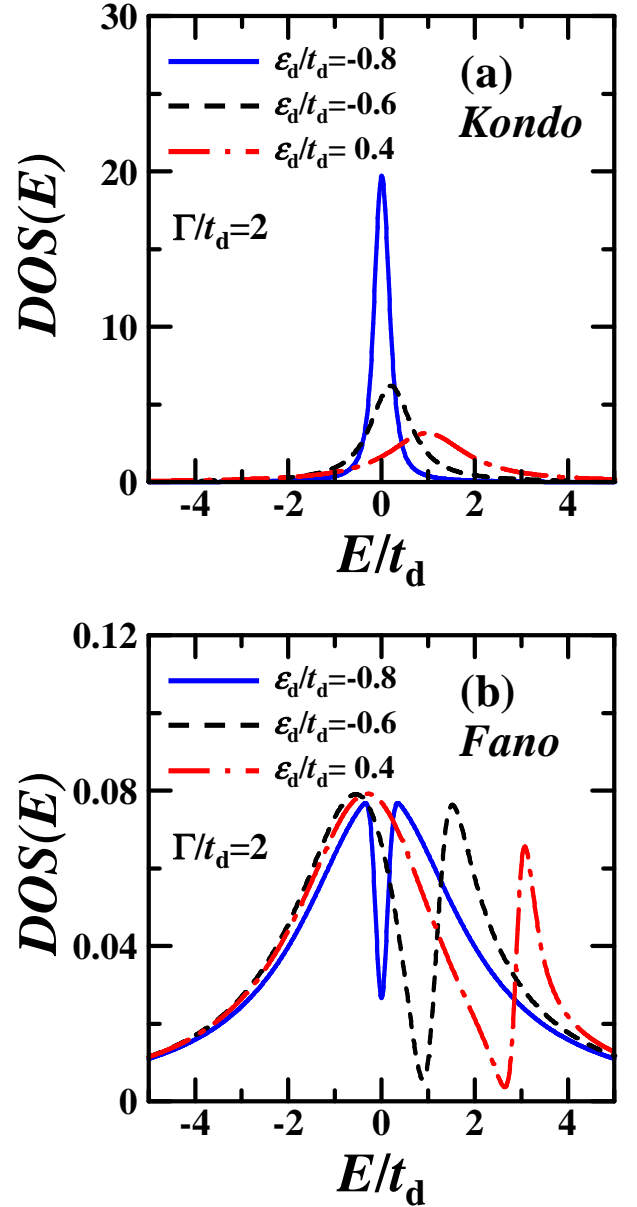 30
ε_d/t_d=-0.8
(a)
ε_d/t_d=-0.6
Kondo
ε_d/t_d= 0.4
20
Γ/t_d=2
DOS(E)
10
0
-4 -2 0 2 4
E/t_d
0.12
ε_d/t_d=-0.8
(b)
ε_d/t_d=-0.6
Fano
ε_d/t_d= 0.4
0.08
Γ/t_d=2
DOS(E)
0.04
0
-4 -2 0 2 4
E/t_d